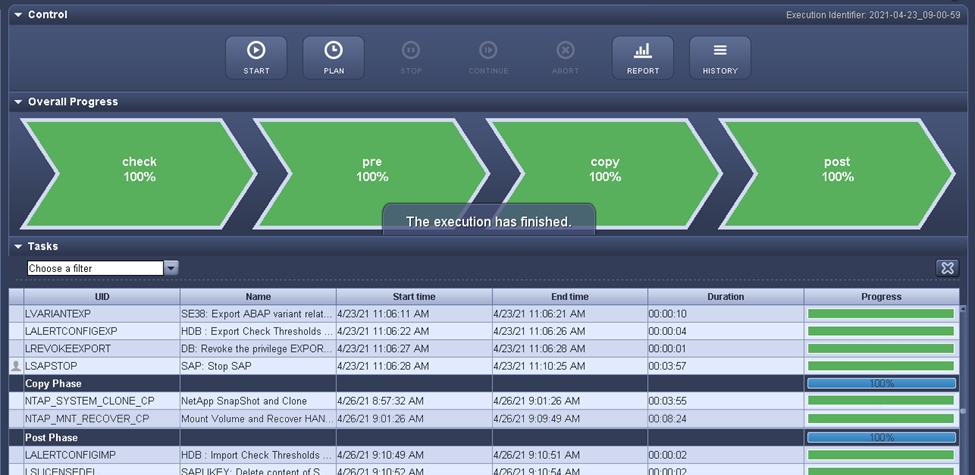 Control
Execution Identifier: 2021-04-23_09-00-59
START PLAN STOP CONTINUE ABORT REPORT HISTORY
Overall Progress
check pre copy post
100% 100% 100% 100%
The execution has finished.
Tasks
Choose a filter
UID Name Start time End time Duration Progress
LVARIANTEXP SE38: Export ABAP variant relat... 4/23/21 11:06:11 AM 4/23/21 11:06:21 AM 00:00:10
LALERTCONFIGEXP HDB : Export Check Thresholds ... 4/23/21 11:06:22 AM 4/23/21 11:06:26 AM 00:00:04
LREVOKEEXPORT DB: Revoke the privilege EXPOR... 4/23/21 11:06:27 AM 4/23/21 11:06:28 AM 00:00:01
LSAPSTOP SAP: Stop SAP 4/23/21 11:06:28 AM 4/23/21 11:10:25 AM 00:03:57
Copy Phase 100%
NTAP_SYSTEM_CLONE_CP NetApp SnapShot and Clone 4/26/21 8:57:32 AM 4/26/21 9:01:26 AM 00:03:55
NTAP_MNT_RECOVER_CP Mount Volume and Recover HAN... 4/26/21 9:01:26 AM 4/26/21 9:09:49 AM 00:08:24
Post Phase 100%
LALERTCONFIGIMP HDB : Import Check Thresholds ... 4/26/21 9:10:49 AM 4/26/21 9:10:51 AM 00:00:02
LSLICENSEDEL SAPLIKEY: Delete content of S... 4/26/21 9:10:52 AM 4/26/21 9:10:54 AM 00:00:02